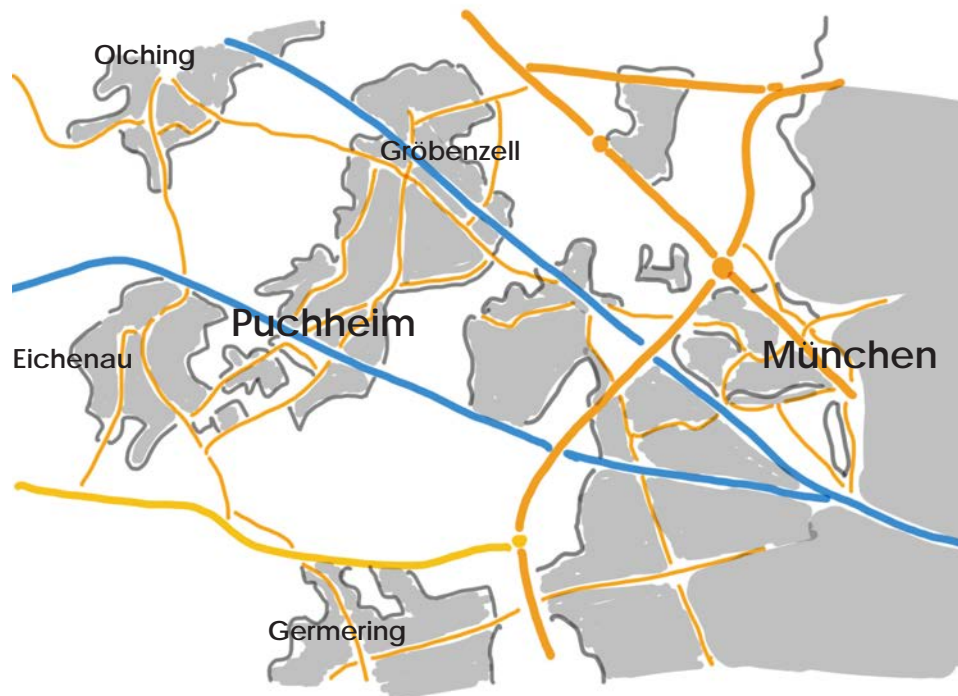 Olching
Gröbenzell
Puchheim
Eichenau
München
Germering